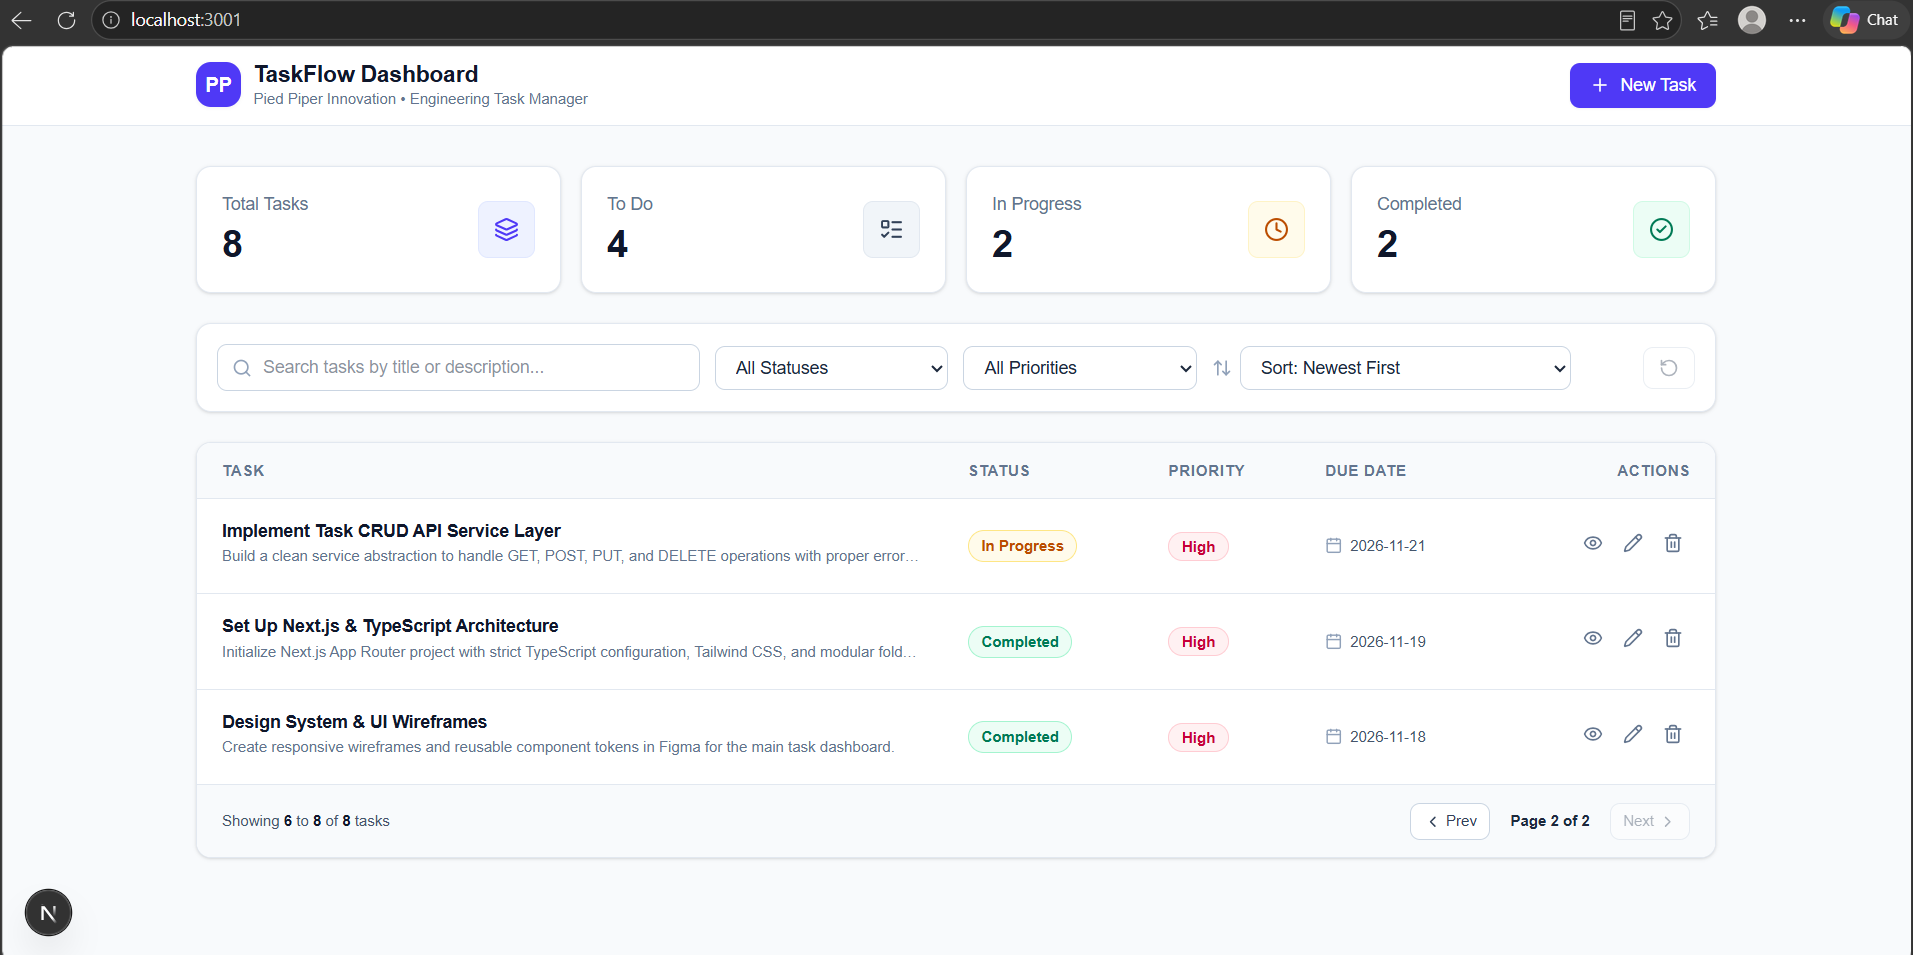 localhost:3001
Chat
PP
TaskFlow Dashboard
Pied Piper Innovation • Engineering Task Manager
+ New Task
Total Tasks
8
To Do
4
In Progress
2
Completed
2
Search tasks by title or description...
All Statuses
All Priorities
Sort: Newest First
TASK STATUS PRIORITY DUE DATE ACTIONS
Implement Task CRUD API Service Layer
Build a clean service abstraction to handle GET, POST, PUT, and DELETE operations with proper error…
In Progress
High
2026-11-21
Set Up Next.js & TypeScript Architecture
Initialize Next.js App Router project with strict TypeScript configuration, Tailwind CSS, and modular fold…
Completed
High
2026-11-19
Design System & UI Wireframes
Create responsive wireframes and reusable component tokens in Figma for the main task dashboard.
Completed
High
2026-11-18
Showing 6 to 8 of 8 tasks
Prev
Page 2 of 2
Next
N